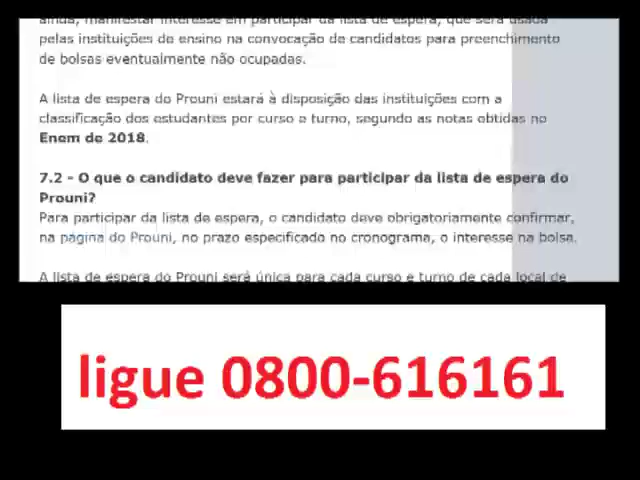 ainda, manifestar interesse em participar da lista de espera, que será usada
pelas instituições de ensino na convocação de candidatos para preenchimento
de bolsas eventualmente não ocupadas.
A lista de espera do Prouni estará à disposição das instituições com a
classificação dos estudantes por curso e turno, segundo as notas obtidas no
Enem de 2018.
7.2 - O que o candidato deve fazer para participar da lista de espera do
Prouni?
Para participar da lista de espera, o candidato deve obrigatoriamente confirmar,
na página do Prouni, no prazo especificado no cronograma, o interesse na bolsa.
A lista de espera do Prouni será única para cada curso e turno de cada local de
ligue 0800-616161